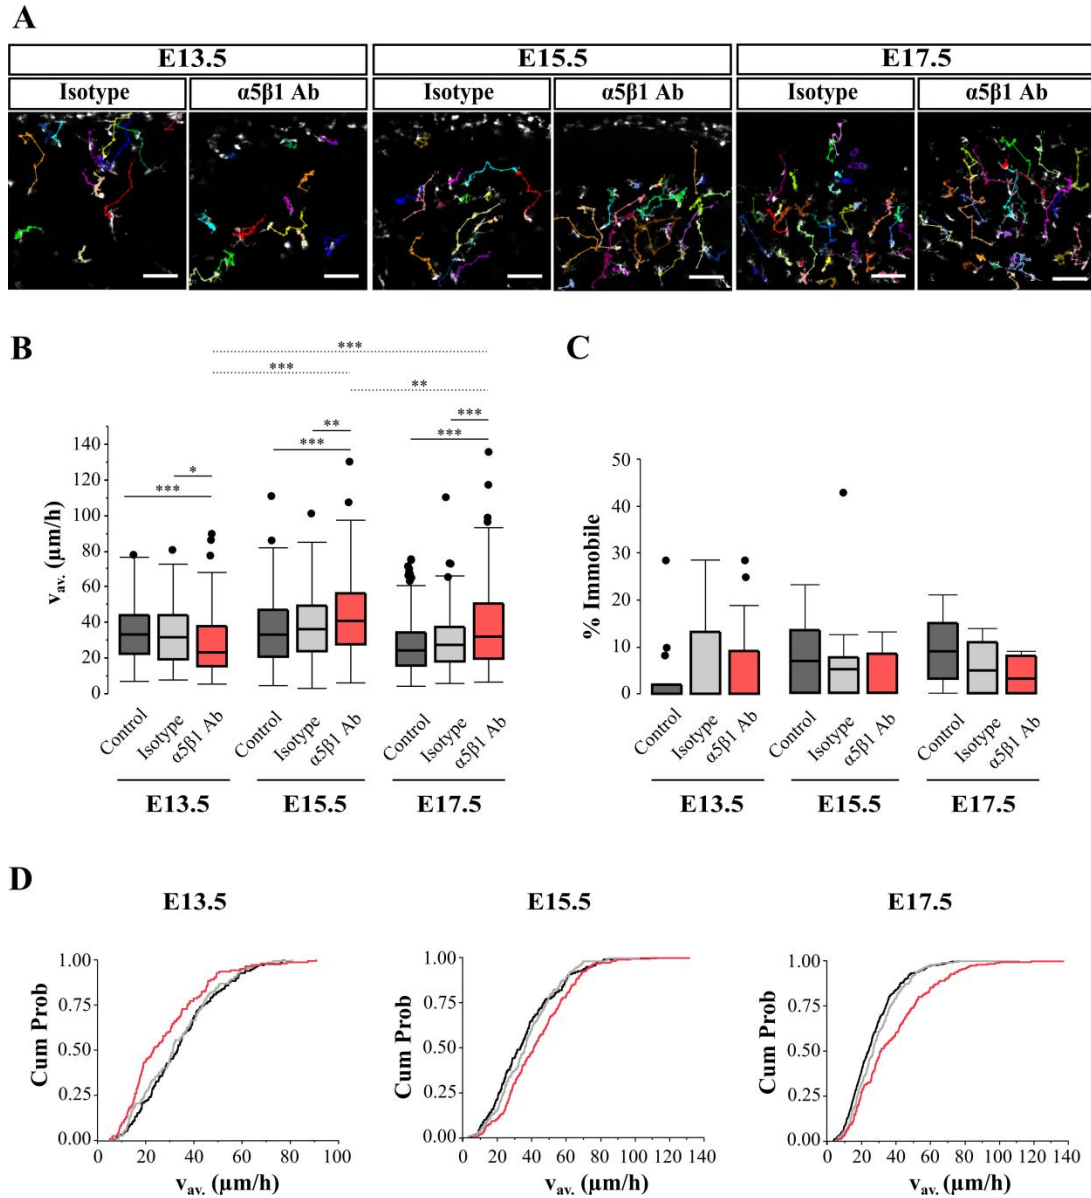 A
E13.5 E15.5 E17.5
Isotype α5β1 Ab Isotype α5β1 Ab Isotype α5β1 Ab
B
*** 
***
**
***
**
***
***
*
***
v_av. (μm/h)
140
120
100
80
60
40
20
0
Control Isotype α5β1 Ab Control Isotype α5β1 Ab Control Isotype α5β1 Ab
E13.5 E15.5 E17.5
C
% Immobile
50
40
30
20
10
0
Control Isotype α5β1 Ab Control Isotype α5β1 Ab Control Isotype α5β1 Ab
E13.5 E15.5 E17.5
D
E13.5
Cum Prob
1.00
0.75
0.50
0.25
0.00
0 20 40 60 80 100
v_av. (μm/h)
E15.5
Cum Prob
1.00
0.75
0.50
0.25
0.00
0 20 40 60 80 100 120 140
v_av. (μm/h)
E17.5
Cum Prob
1.00
0.75
0.50
0.25
0.00
0 20 40 60 80 100 120 140
v_av. (μm/h)